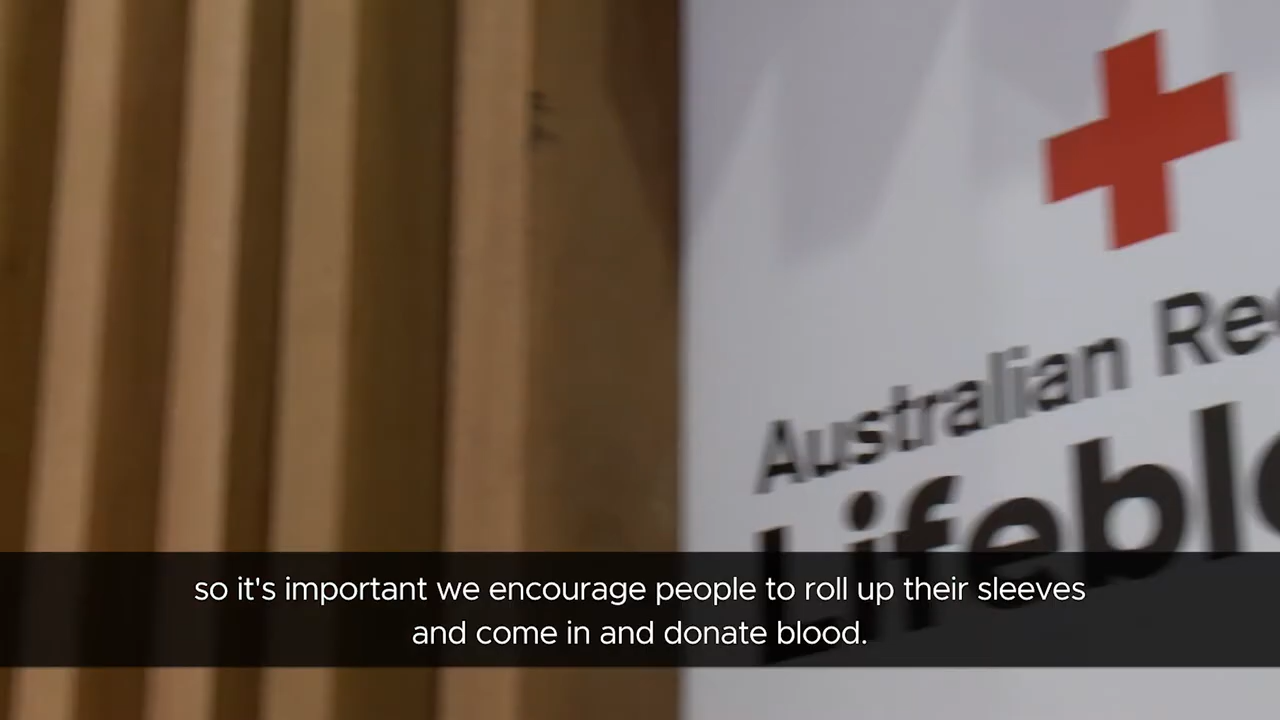 Australian Re
Lifeblo
so it's important we encourage people to roll up their sleeves
and come in and donate blood.